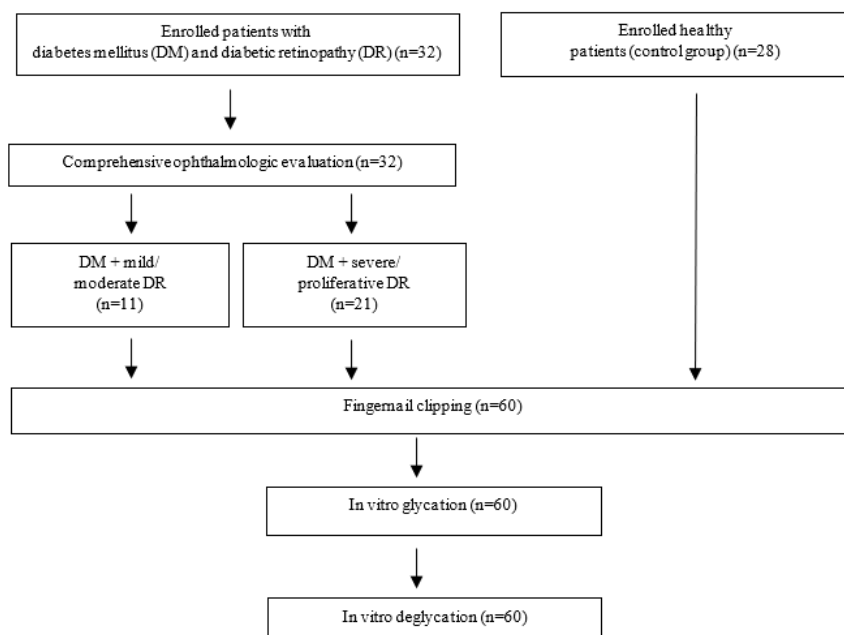 Enrolled patients with
diabetes mellitus (DM) and diabetic retinopathy (DR) (n=32)
Enrolled healthy
patients (control group) (n=28)
Comprehensive ophthalmologic evaluation (n=32)
DM + mild/
moderate DR
(n=11)
DM + severe/
proliferative DR
(n=21)
Fingernail clipping (n=60)
In vitro glycation (n=60)
In vitro deglycation (n=60)